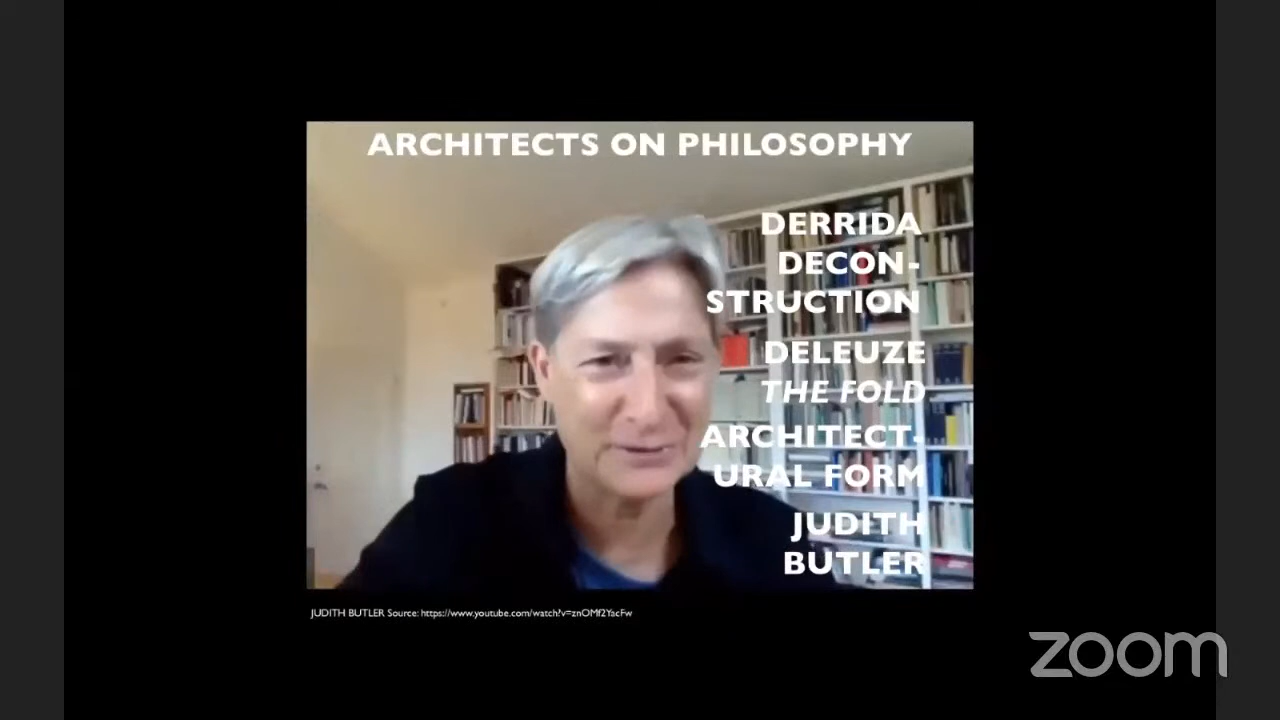 ARCHITECTS ON PHILOSOPHY
DERRIDA
DECON-
STRUCTION
DELEUZE
THE FOLD
ARCHITECT-
URAL FORM
JUDITH
BUTLER
JUDITH BUTLER Source: https://www.youtube.com/watch?v=znOMf2YacFw
zoom